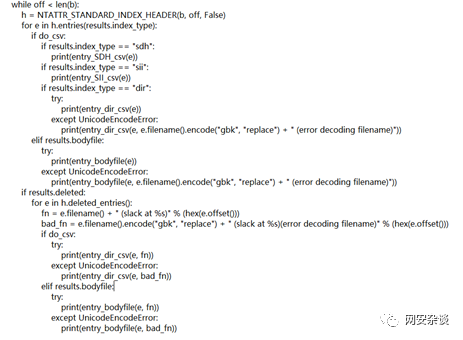 while off < len(b):
    h = NTATTR_STANDARD_INDEX_HEADER(b, off, False)
    for e in h.entries(results.index_type):
        if do_csv:
            if results.index_type == "sdh":
                print(entry_SDH_csv(e))
            if results.index_type == "sii":
                print(entry_SII_csv(e))
            if results.index_type == "dir":
                try:
                    print(entry_dir_csv(e))
                except UnicodeEncodeError:
                    print(entry_dir_csv(e, e.filename().encode("gbk", "replace") + " (error decoding filename)"))
        elif results.bodyfile:
            try:
                print(entry_bodyfile(e))
            except UnicodeEncodeError:
                print(entry_bodyfile(e, e.filename().encode("gbk", "replace") + " (error decoding filename)"))
    if results.deleted:
        for e in h.deleted_entries():
            fn = e.filename() + " (slack at %s)" % (hex(e.offset()))
            bad_fn = e.filename().encode("gbk", "replace") + " (slack at %s)(error decoding filename)" % (hex(e.offset()))
            if do_csv:
                try:
                    print(entry_dir_csv(e, fn))
                except UnicodeEncodeError:
                    print(entry_dir_csv(e, bad_fn))
            elif results.bodyfile:
                try:
                    print(entry_bodyfile(e, fn))
                except UnicodeEncodeError:
                    print(entry_bodyfile(e, bad_fn))
网安杂谈